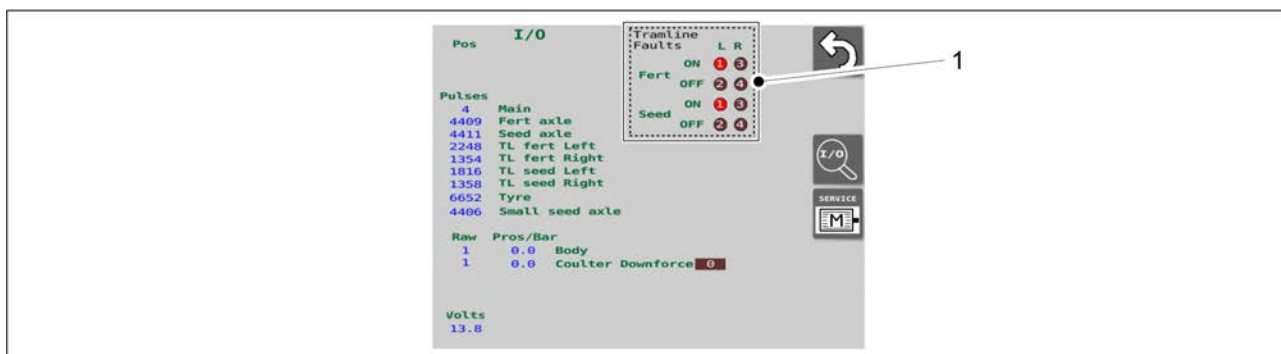 I/O
Pos
Tramline
Faults L R
Fert ON 1 3
OFF 2 4
Seed ON 1 3
OFF 2 4
1
Pulses
4 Main
4409 Fert axle
4411 Seed axle
2248 TL fert Left
1354 TL fert Right
1816 TL seed Left
1358 TL seed Right
6652 Tyre
4406 Small seed axle
Raw Pros/Bar
1 0.0 Body
1 0.0 Coulter Downforce 0
Volts
13.8
I/O
SERVICE
M